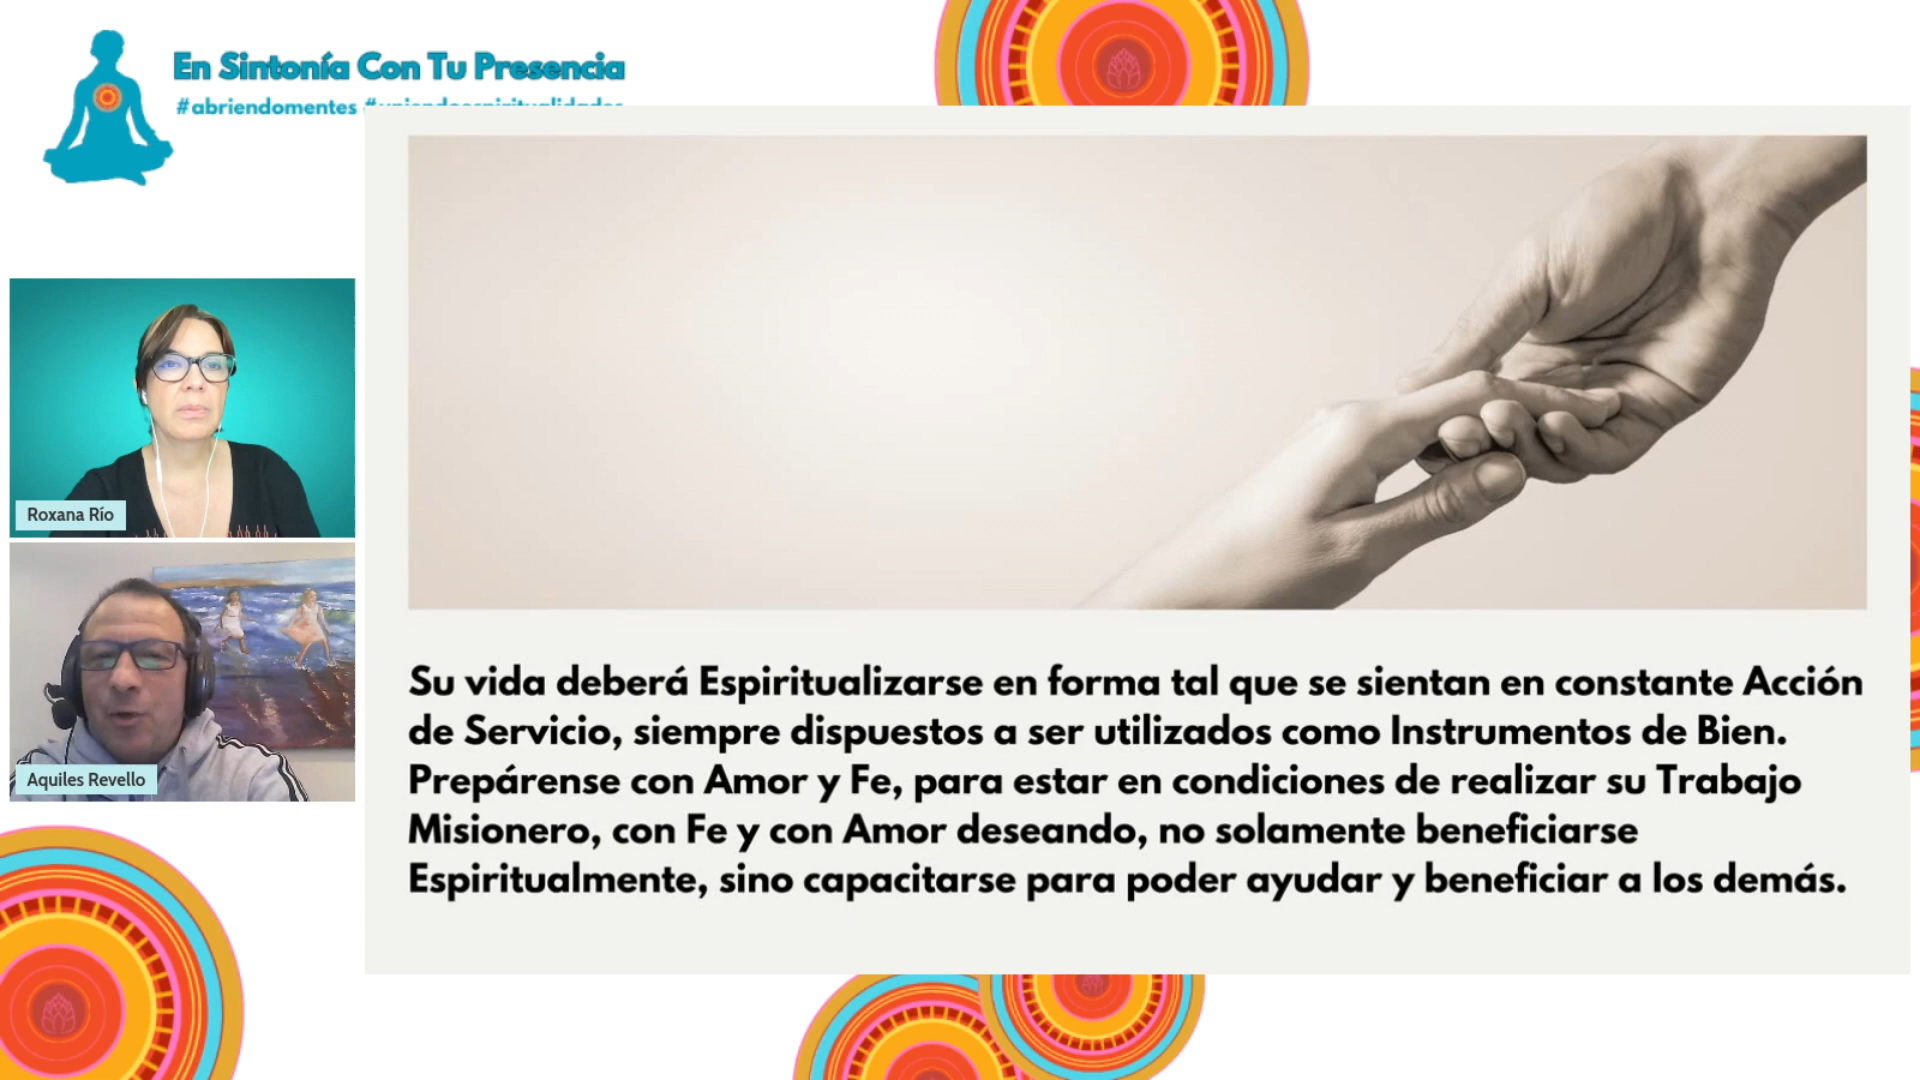 En Sintonía Con Tu Presencia
#abriendomentes #uniendoespiritualidades
Roxana Río
Aquiles Revello
Su vida deberá Espiritualizarse en forma tal que se sientan en constante Acción
de Servicio, siempre dispuestos a ser utilizados como Instrumentos de Bien.
Prepárense con Amor y Fe, para estar en condiciones de realizar su Trabajo
Misionero, con Fe y con Amor deseando, no solamente beneficiarse
Espiritualmente, sino capacitarse para poder ayudar y beneficiar a los demás.